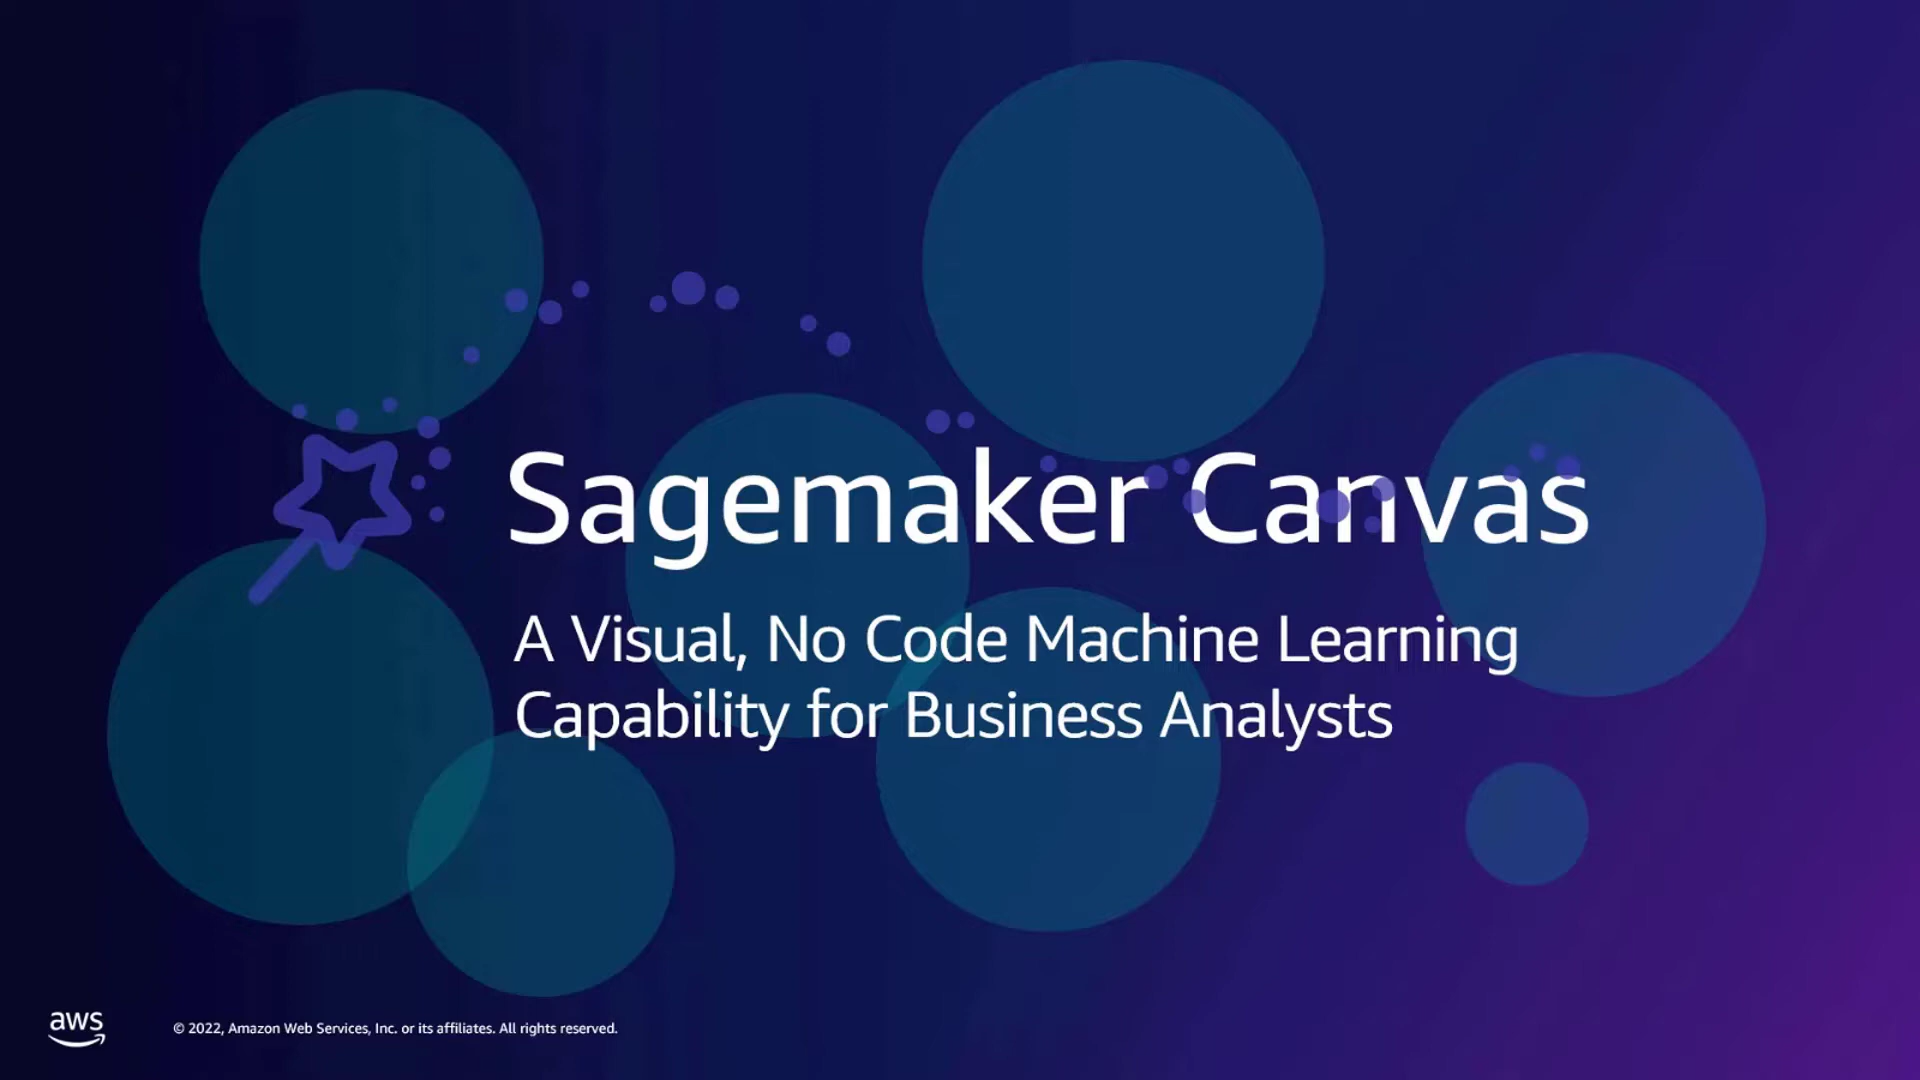 Sagemaker Canvas
A Visual, No Code Machine Learning
Capability for Business Analysts
aws
© 2022, Amazon Web Services, Inc. or its affiliates. All rights reserved.